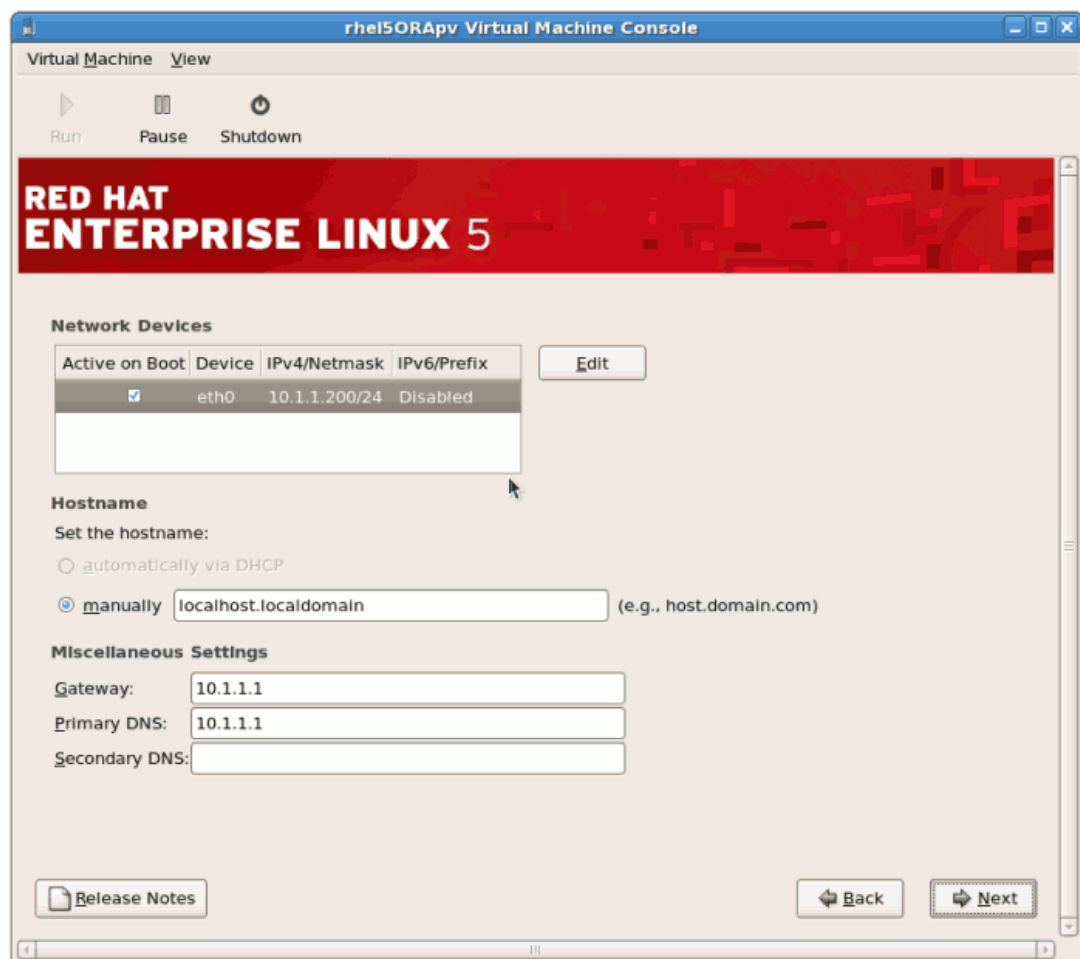 rhel5ORApv Virtual Machine Console
Virtual Machine View
Run Pause Shutdown
RED HAT
ENTERPRISE LINUX 5
Network Devices
Active on Boot Device IPv4/Netmask IPv6/Prefix Edit
eth0 10.1.1.200/24 Disabled
Hostname
Set the hostname:
automatically via DHCP
manually localhost.localdomain (e.g., host.domain.com)
Miscellaneous Settings
Gateway: 10.1.1.1
Primary DNS: 10.1.1.1
Secondary DNS:
Release Notes Back Next